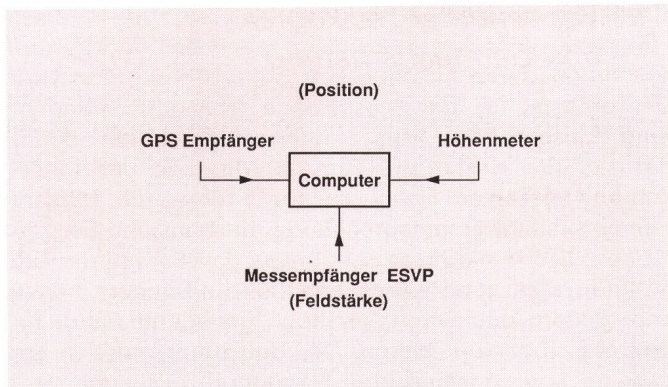 (Position)
GPS Empfänger
Höhenmeter
Computer
Messempfänger ESVP
(Feldstärke)